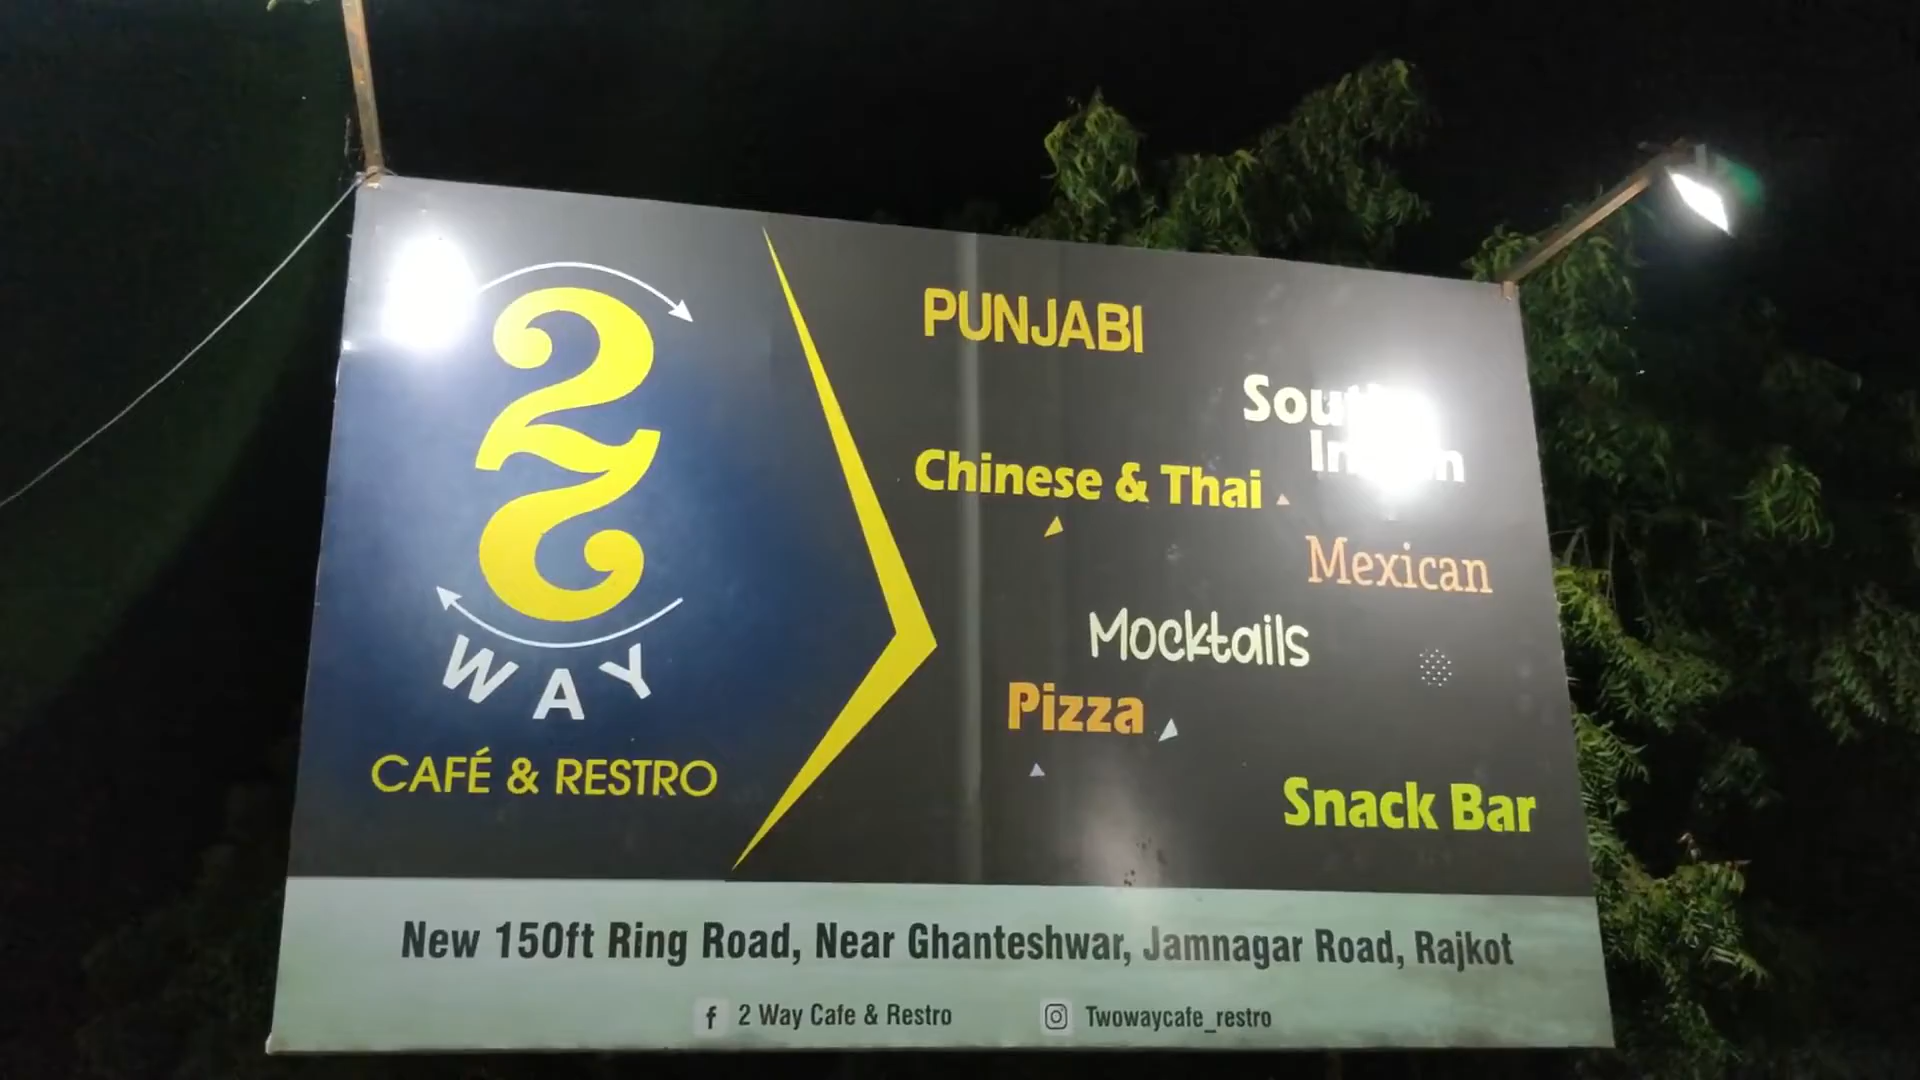 2
WAY
CAFÉ & RESTRO
PUNJABI
South
Chinese & Thai
Mexican
Mocktails
Pizza
Snack Bar
New 150ft Ring Road, Near Ghanteshwar, Jamnagar Road, Rajkot
2 Way Cafe & Restro
Twowaycafe_restro